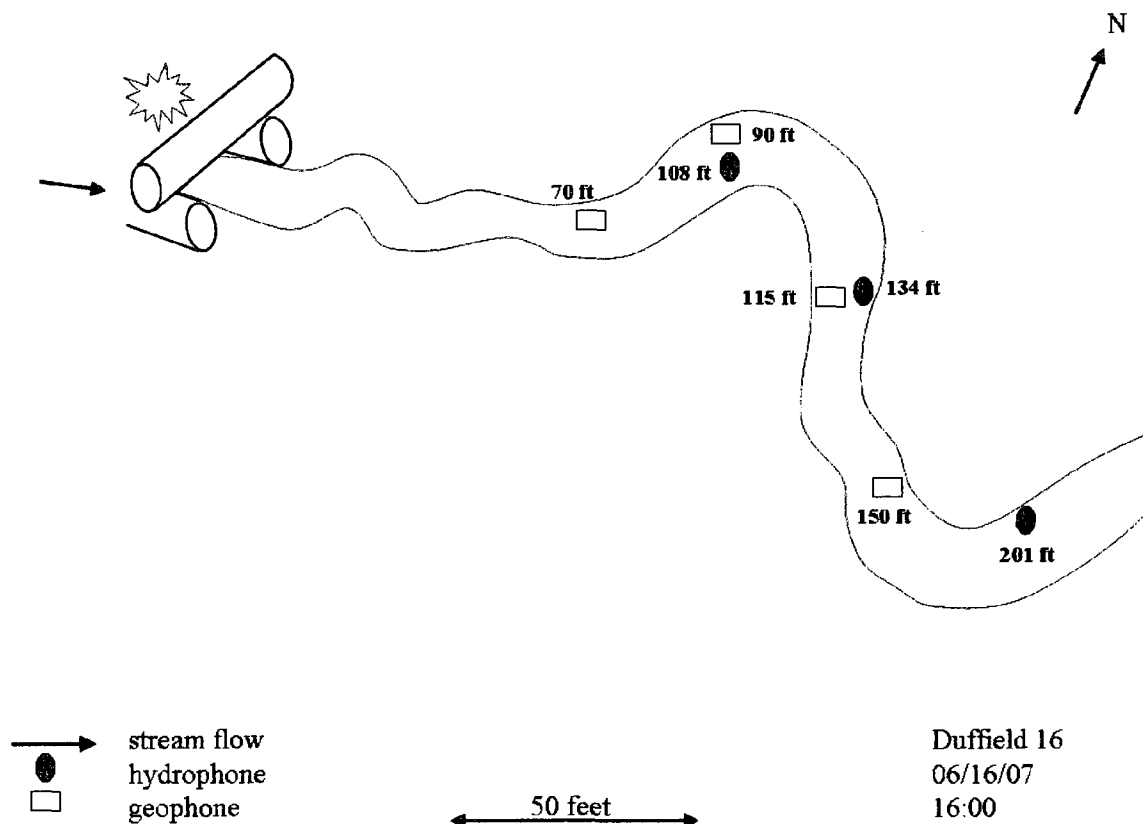 N
90 ft
108 ft
70 ft
115 ft
134 ft
150 ft
201 ft
stream flow
hydrophone
geophone
50 feet
Duffield 16
06/16/07
16:00